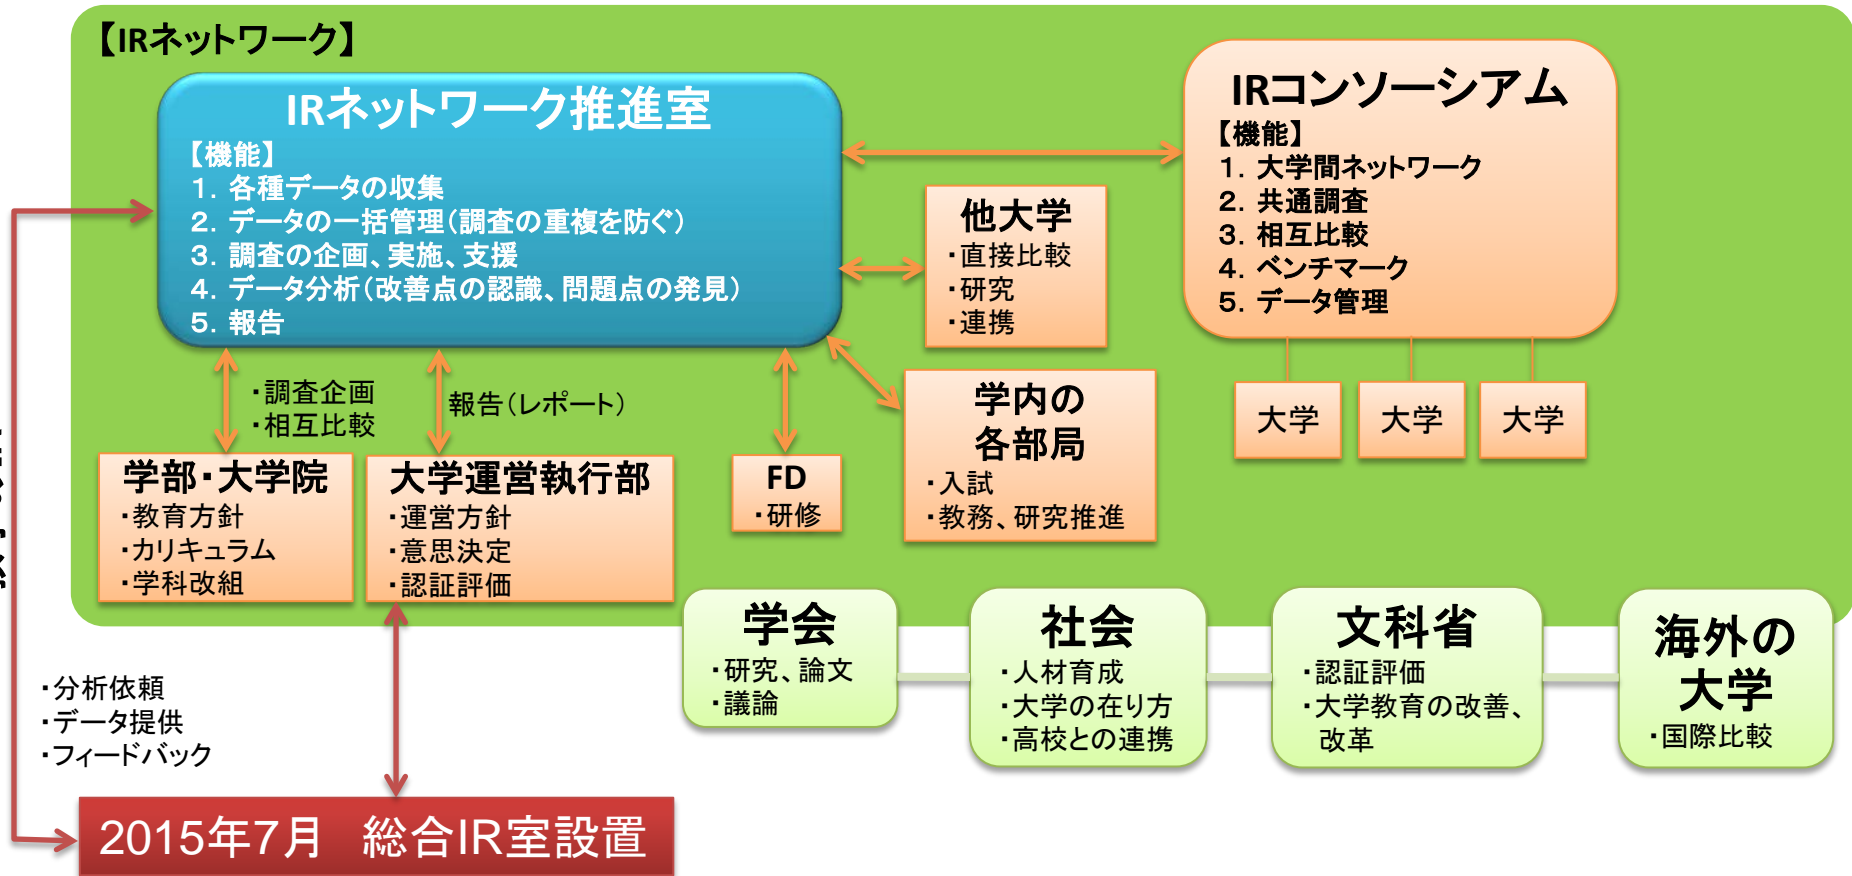 【IRネットワーク】
IRネットワーク推進室
【機能】
1．各種データの収集
2．データの一括管理（調査の重複を防ぐ）
3．調査の企画、実施、支援
4．データ分析（改善点の認識、問題点の発見）
5．報告
IRコンソーシアム
【機能】
1．大学間ネットワーク
2．共通調査
3．相互比較
4．ベンチマーク
5．データ管理
他大学
・直接比較
・研究
・連携
大学
大学
大学
・調査企画
・相互比較
報告（レポート）
学部・大学院
・教育方針
・カリキュラム
・学科改組
大学運営執行部
・運営方針
・意思決定
・認証評価
FD
・研修
学内の
各部局
・入試
・教務、研究推進
学会
・研究、論文
・議論
社会
・人材育成
・大学の在り方
・高校との連携
文科省
・認証評価
・大学教育の改善、
改革
海外の
大学
・国際比較
・分析依頼
・データ提供
・フィードバック
2015年7月　総合IR室設置